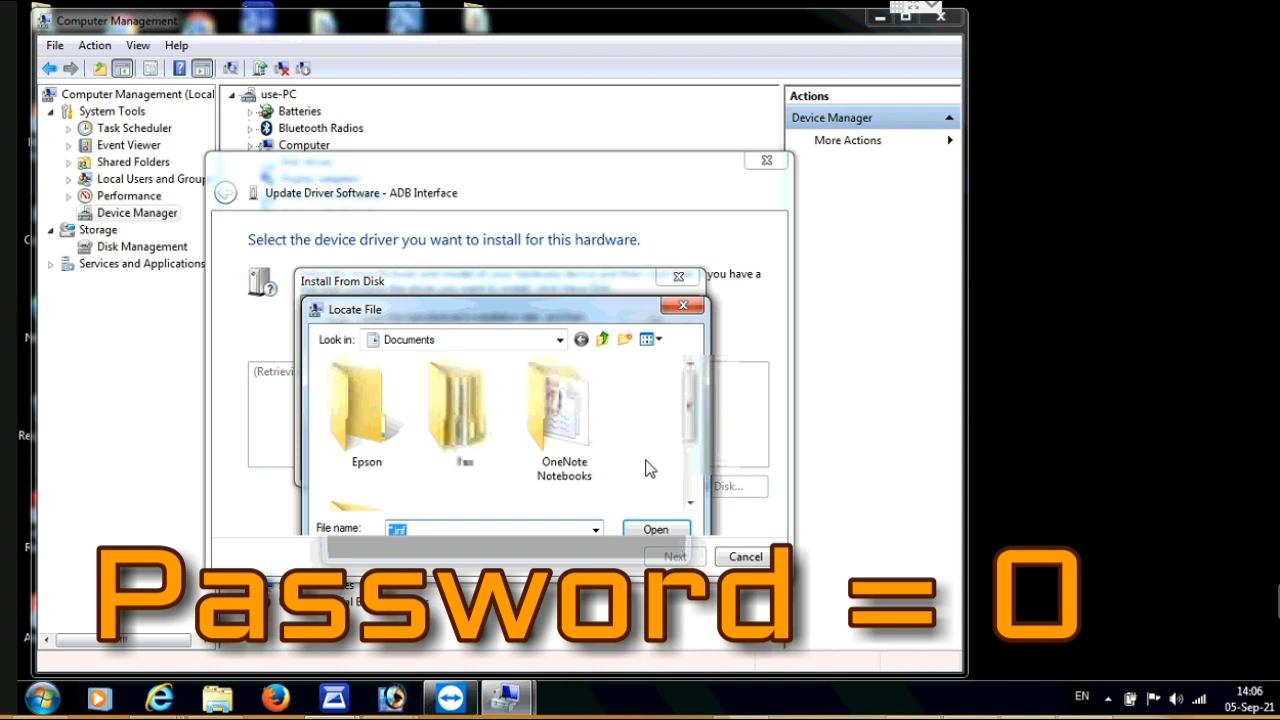 Computer Management
File Action View Help
Computer Management (Local
System Tools
Task Scheduler
Event Viewer
Shared Folders
Local Users and Group
Performance
Device Manager
Storage
Disk Management
Services and Applications
use-PC
Batteries
Bluetooth Radios
Computer
Actions
Device Manager
More Actions
Update Driver Software - ADB Interface
Select the device driver you want to install for this hardware.
you have a
Install From Disk
Locate File
Look in: Documents
(Retrievi
Epson
OneNote
Notebooks
Disk...
File name: *.inf
Open
Next Cancel
Password = 0
EN
14:06
05-Sep-21